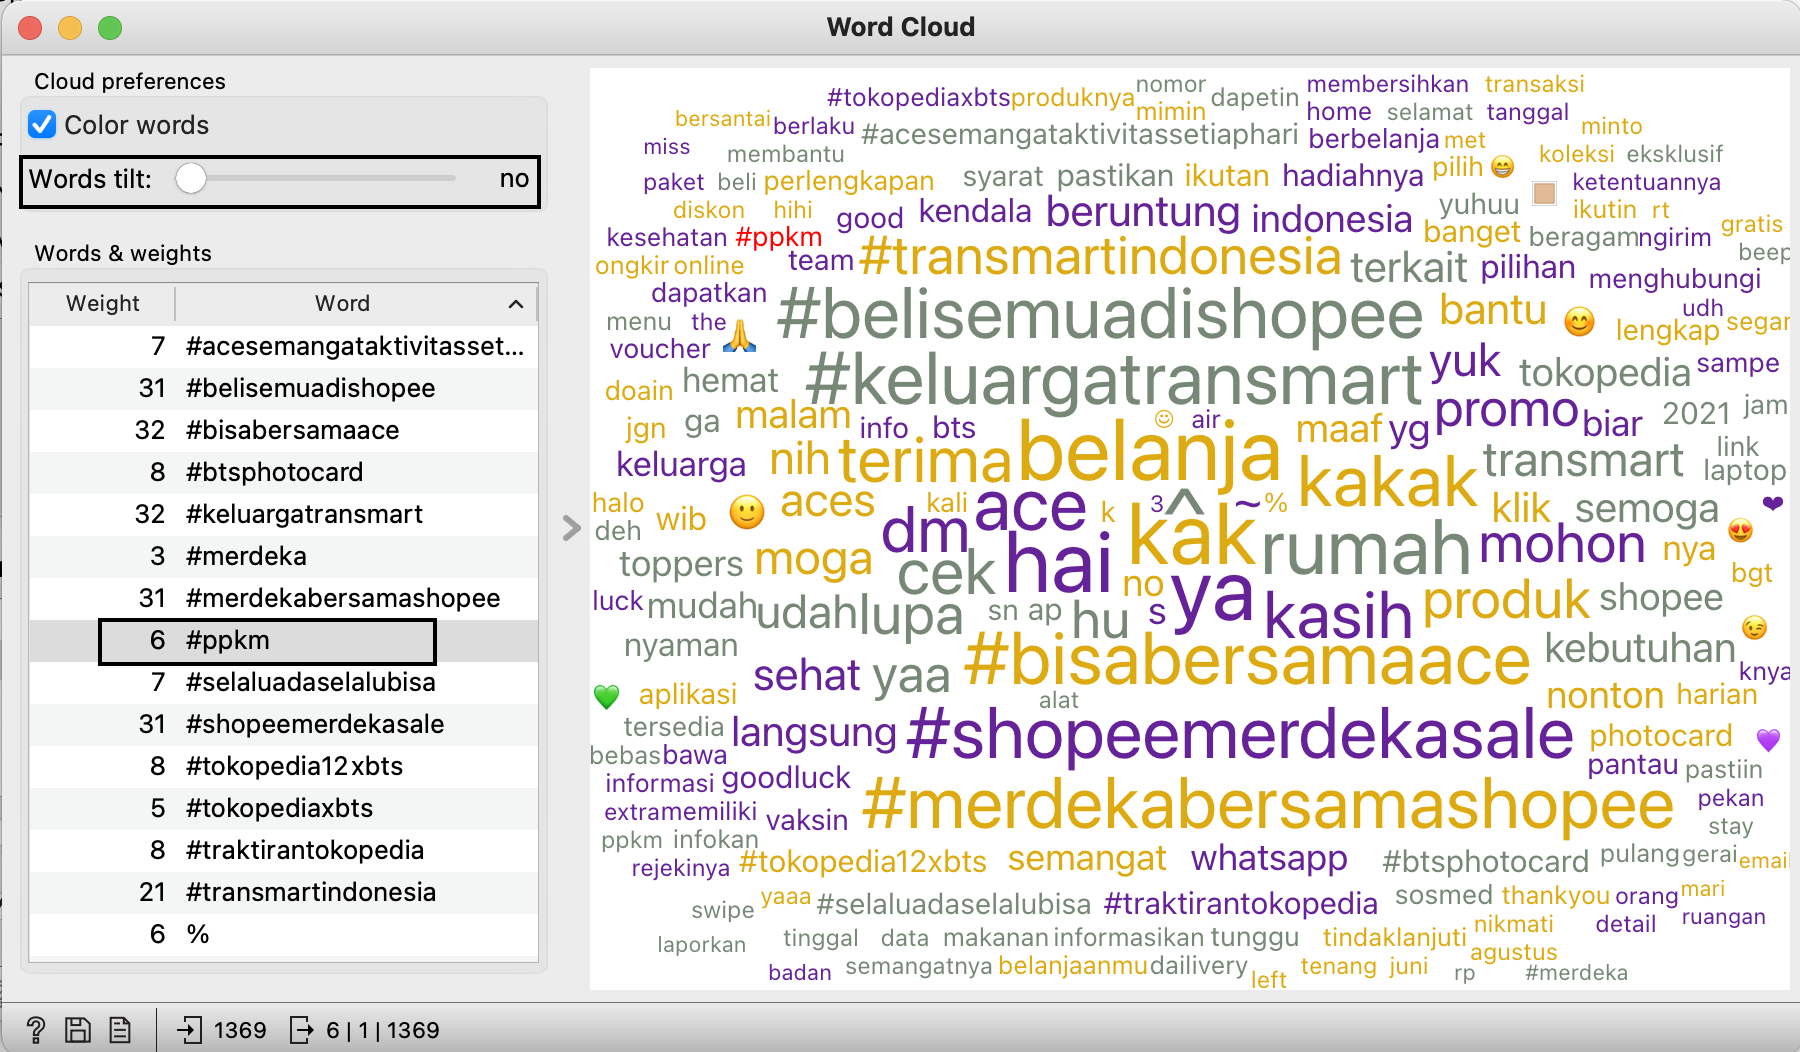 Word Cloud
Cloud preferences
Color words
Words tilt: no
Words & weights
Weight Word
7 #acesemangataktivitasset...
31 #belisemuadishopee
32 #bisabersamaace
8 #btsphotocard
32 #keluargatransmart
3 #merdeka
31 #merdekabersamashopee
6 #ppkm
7 #selaluadaselalubisa
31 #shopeemerdekasale
8 #tokopedia12xbts
5 #tokopediaxbts
8 #traktirantokopedia
21 #transmartindonesia
6 %
nomor membersihkan transaksi
#tokopediaxbts produknya mimin dapetin home selamat tanggal
bersantai berlaku #acesemangataktivitassetiaphari berbelanja met minto
miss membantu pilih 😁 koleksi eksklusif
paket beli perlengkapan syarat pastikan ikutan hadiahnya ketentuannya
diskon hihi good kendala beruntung indonesia yuhuu ikutin rt
kesehatan #ppkm banget beragam ngirim gratis
ongkir online team #transmartindonesia terkait pilihan beep
dapatkan menghubungi
menu the 🙏 #belisemuadishopee bantu 😊 udh
voucher lengkap segar
doain hemat #keluargatransmart yuk tokopedia sampe
jgn ga malam info bts ☺ air maaf yg promo biar 2021 jam
keluarga nih terima belanja kakak transmart link
laptop
halo wib 🙂 aces kali ace k 3 ^ ~ % klik semoga ❤
deh dm kak 😍
toppers moga cek hai rumah mohon nya
no bgt
luck mudah udah lupa sn ap hu s ya kasih produk shopee
nyaman 😉
sehat yaa #bisabersamaace kebutuhan knya
💚 aplikasi alat nonton harian
tersedia langsung #shopeemerdekasale photocard 💜
bebas bawa pantau pastiin
informasi goodluck
extra memiliki vaksin #merdekabersamashopee pekan
ppkm infokan stay
rejekinya #tokopedia12xbts semangat whatsapp #btsphotocard pulang gerai emai
swipe yaaa #selaluadaselalubisa #traktirantokopedia sosmed thankyou orang mari
nikmati detail ruangan
laporkan tinggal data makanan informasikan tunggu tindaklanjuti
agustus
badan semangatnya belanjaanmu dailivery left tenang juni rp #merdeka
1369 6 | 1 | 1369